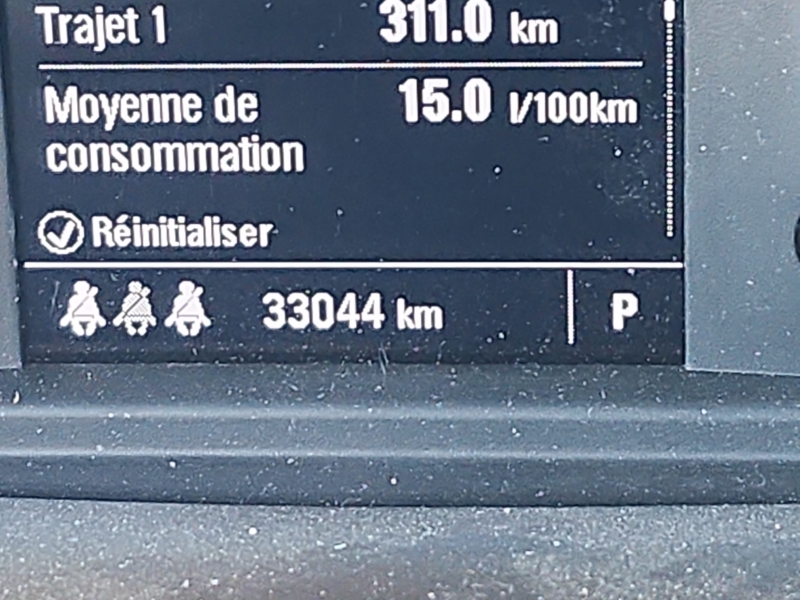 Trajet 1 311.0 km
Moyenne de 15.0 l/100km
consommation
Réinitialiser
33044 km P